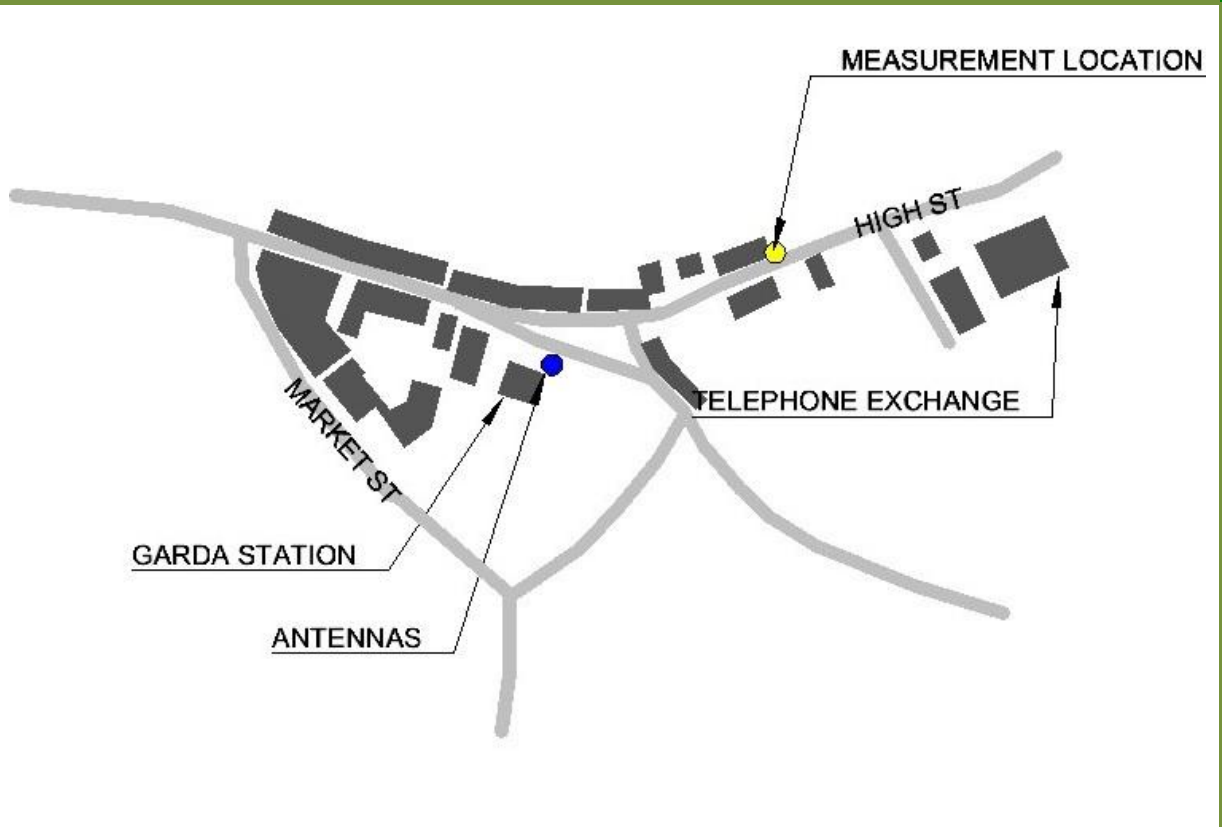 MEASUREMENT LOCATION
HIGH ST
TELEPHONE EXCHANGE
MARKET ST
GARDA STATION
ANTENNAS